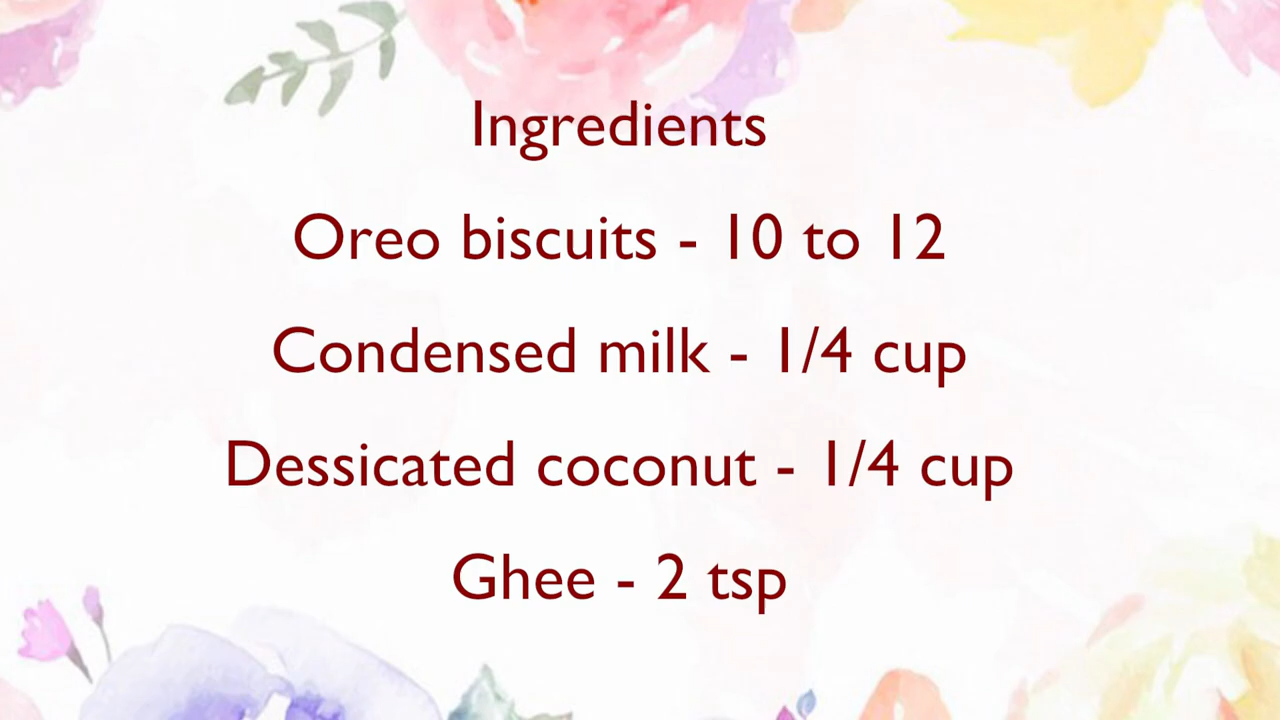 Ingredients
Oreo biscuits - 10 to 12
Condensed milk - 1/4 cup
Dessicated coconut - 1/4 cup
Ghee - 2 tsp